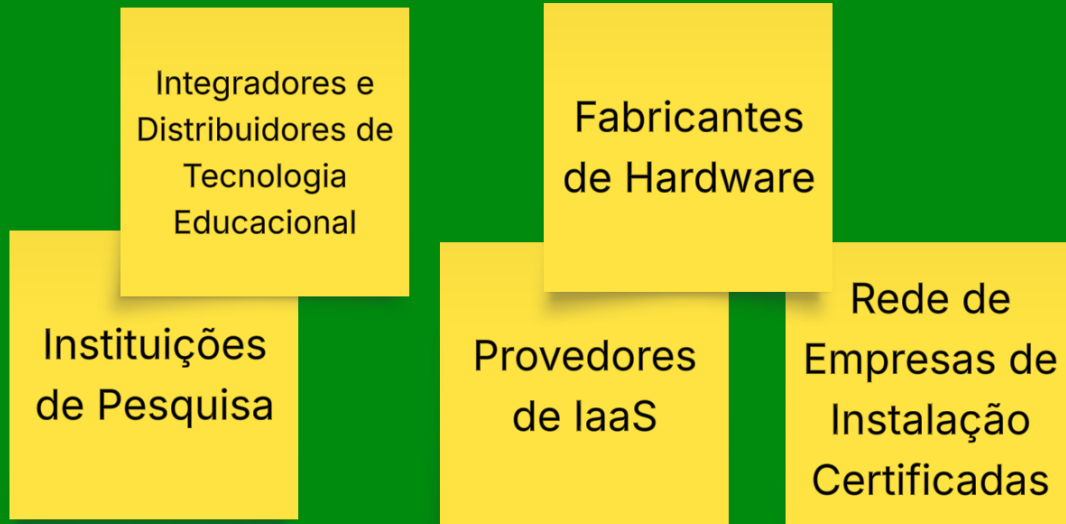 Integradores e
Distribuidores de
Tecnologia
Educacional
Fabricantes
de Hardware
Instituições
de Pesquisa
Provedores
de IaaS
Rede de
Empresas de
Instalação
Certificadas